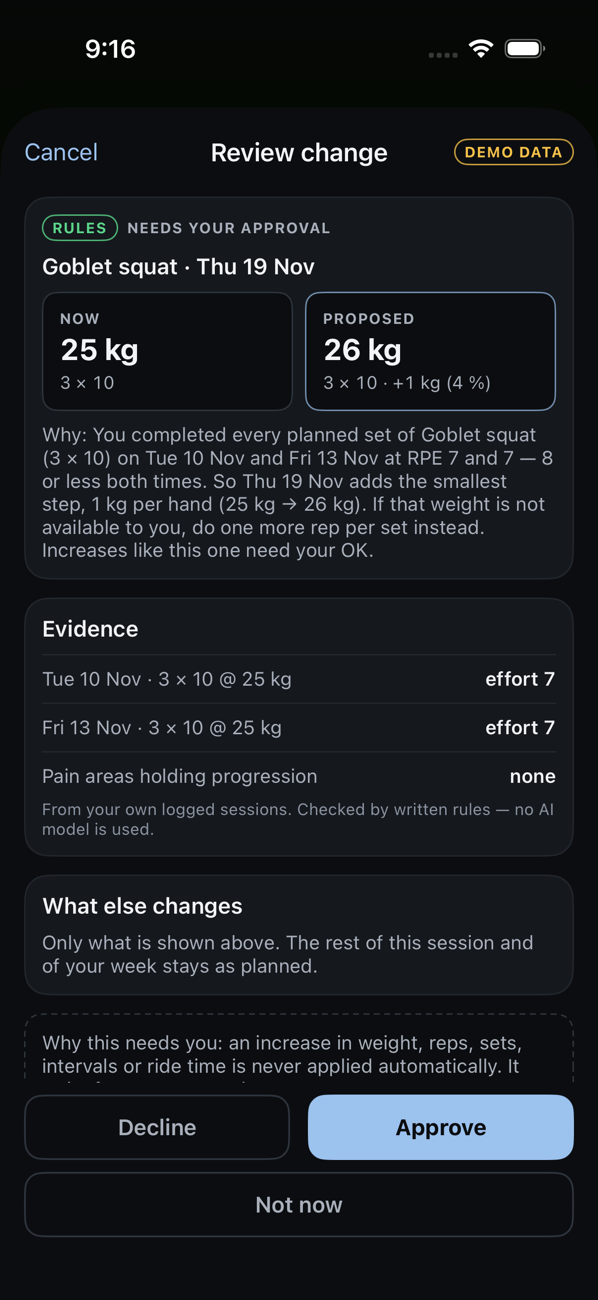 9:16
Cancel
Review change
DEMO DATA
RULES
NEEDS YOUR APPROVAL
Goblet squat · Thu 19 Nov
NOW
25 kg
3 × 10
PROPOSED
26 kg
3 × 10 · +1 kg (4 %)
Why: You completed every planned set of Goblet squat
(3 × 10) on Tue 10 Nov and Fri 13 Nov at RPE 7 and 7 — 8
or less both times. So Thu 19 Nov adds the smallest
step, 1 kg per hand (25 kg → 26 kg). If that weight is not
available to you, do one more rep per set instead.
Increases like this one need your OK.
Evidence
Tue 10 Nov · 3 × 10 @ 25 kg
effort 7
Fri 13 Nov · 3 × 10 @ 25 kg
effort 7
Pain areas holding progression
none
From your own logged sessions. Checked by written rules — no AI
model is used.
What else changes
Only what is shown above. The rest of this session and
of your week stays as planned.
Why this needs you: an increase in weight, reps, sets,
intervals or ride time is never applied automatically. It
Decline
Approve
Not now